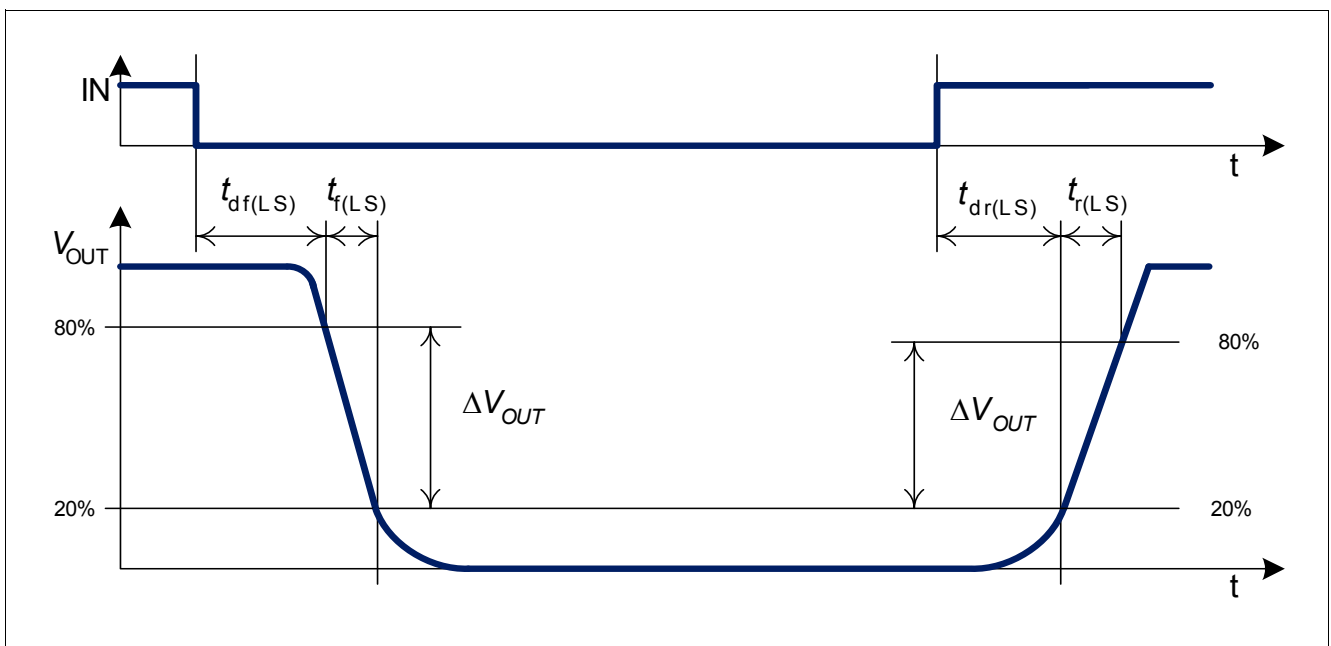 IN
t
tdf(LS) tf(LS) tdr(LS) tr(LS)
VOUT
80% 80%
ΔVOUT ΔVOUT
20% 20%
t